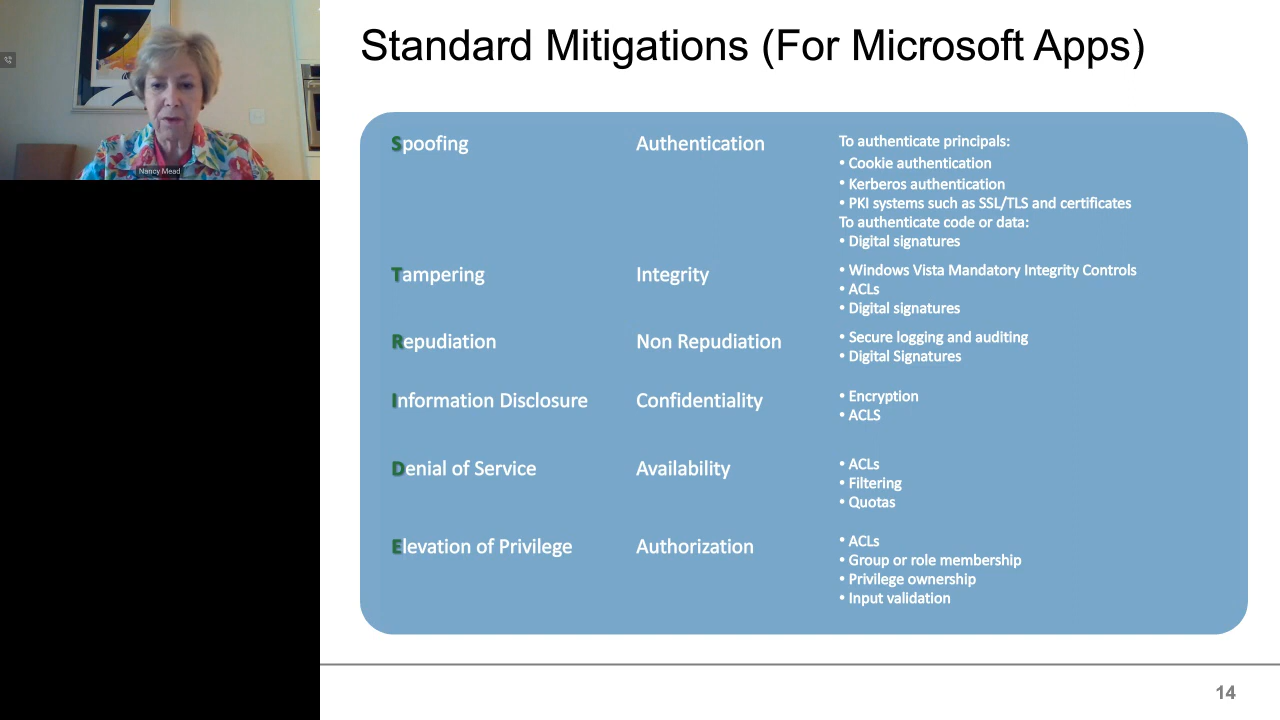 Standard Mitigations (For Microsoft Apps)
Nancy Mead
Spoofing
Authentication
To authenticate principals:
• Cookie authentication
• Kerberos authentication
• PKI systems such as SSL/TLS and certificates
To authenticate code or data:
• Digital signatures
Tampering
Integrity
• Windows Vista Mandatory Integrity Controls
• ACLs
• Digital signatures
Repudiation
Non Repudiation
• Secure logging and auditing
• Digital Signatures
Information Disclosure
Confidentiality
• Encryption
• ACLS
Denial of Service
Availability
• ACLs
• Filtering
• Quotas
Elevation of Privilege
Authorization
• ACLs
• Group or role membership
• Privilege ownership
• Input validation
14